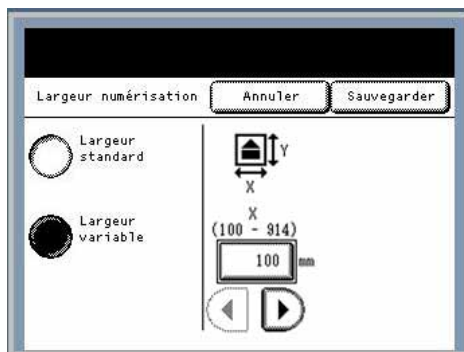 Largeur numérisation Annuler Sauvegarder
Largeur
standard
Y
X
Largeur
variable
X
(100 - 914)
100 mm